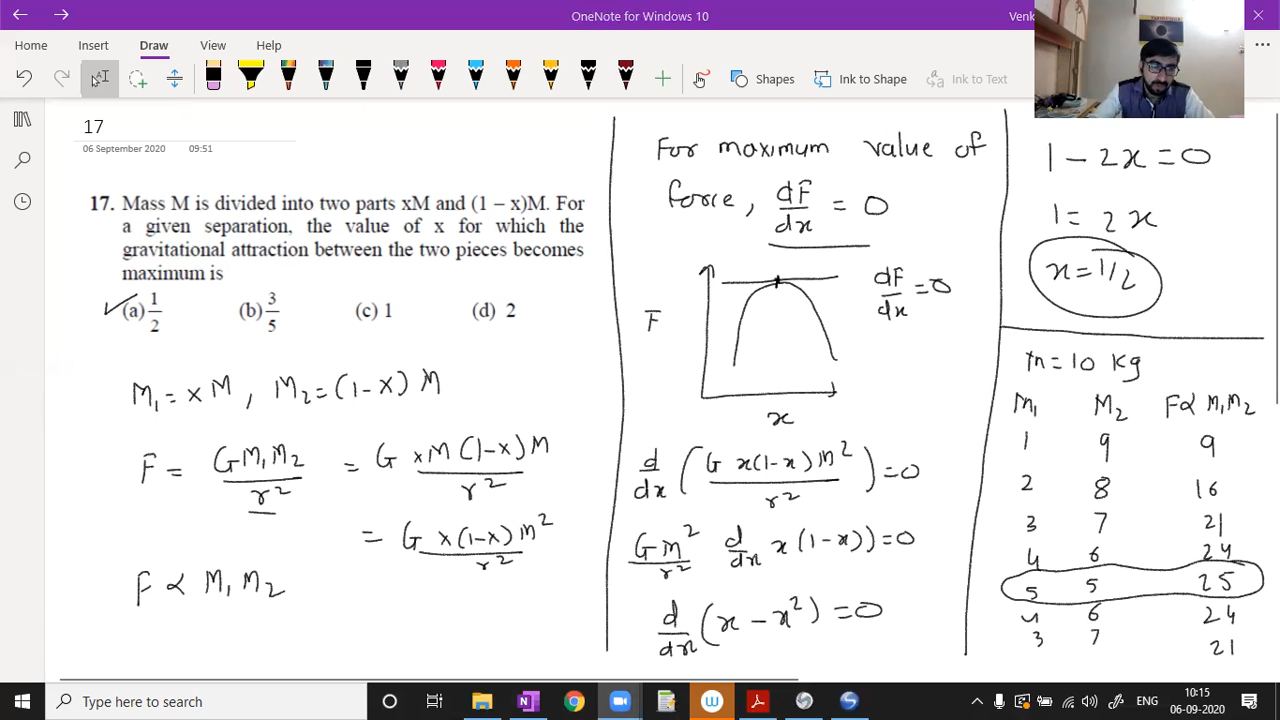 OneNote for Windows 10
Venk
Home Insert Draw View Help
Shapes Ink to Shape Ink to Text
17
06 September 2020 09:51
17. Mass M is divided into two parts xM and (1 − x)M. For
a given separation, the value of x for which the
gravitational attraction between the two pieces becomes
maximum is
(a) 1/2 (b) 3/5 (c) 1 (d) 2
M₁ = xM , M₂ = (1-x) M
F = GM₁M₂/r² = G xM(1-x)M/r²
= G x(1-x)M²/r²
F ∝ M₁M₂
For maximum value of
force, dF/dx = 0
dF/dx = 0
F
x
d/dx (G x(1-x)M²/r²) = 0
Gm²/r² d/dx x(1-x)) = 0
d/dx (x - x²) = 0
1 - 2x = 0
1 = 2x
x = 1/2
m = 10 kg
M₁ M₂ F∝ M₁M₂
1 9 9
2 8 16
3 7 21
4 6 24
5 5 25
4 6 24
3 7 21
Type here to search
ENG
10:15
06-09-2020